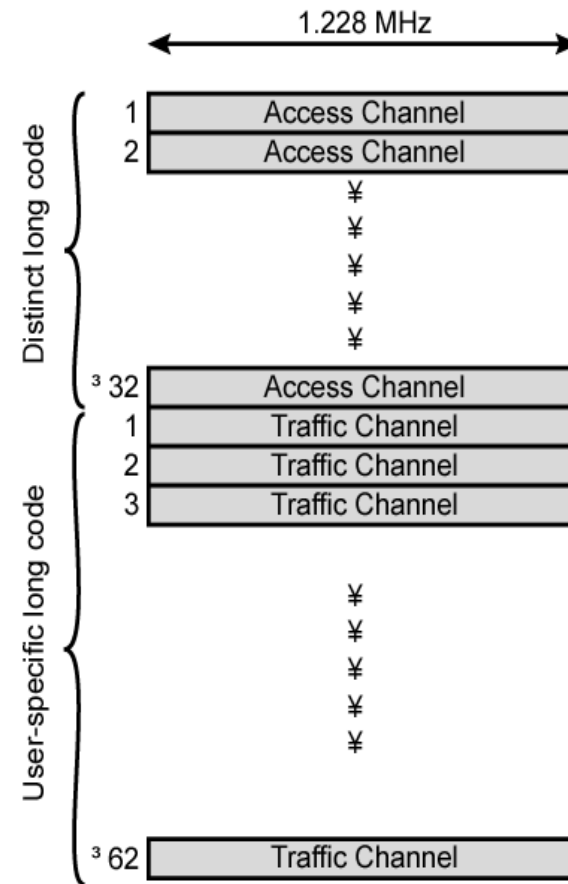 1.228 MHz
Distinct long code
1 Access Channel
2 Access Channel
¥
¥
¥
¥
¥
³ 32 Access Channel
User-specific long code
1 Traffic Channel
2 Traffic Channel
3 Traffic Channel
¥
¥
¥
¥
¥
³ 62 Traffic Channel